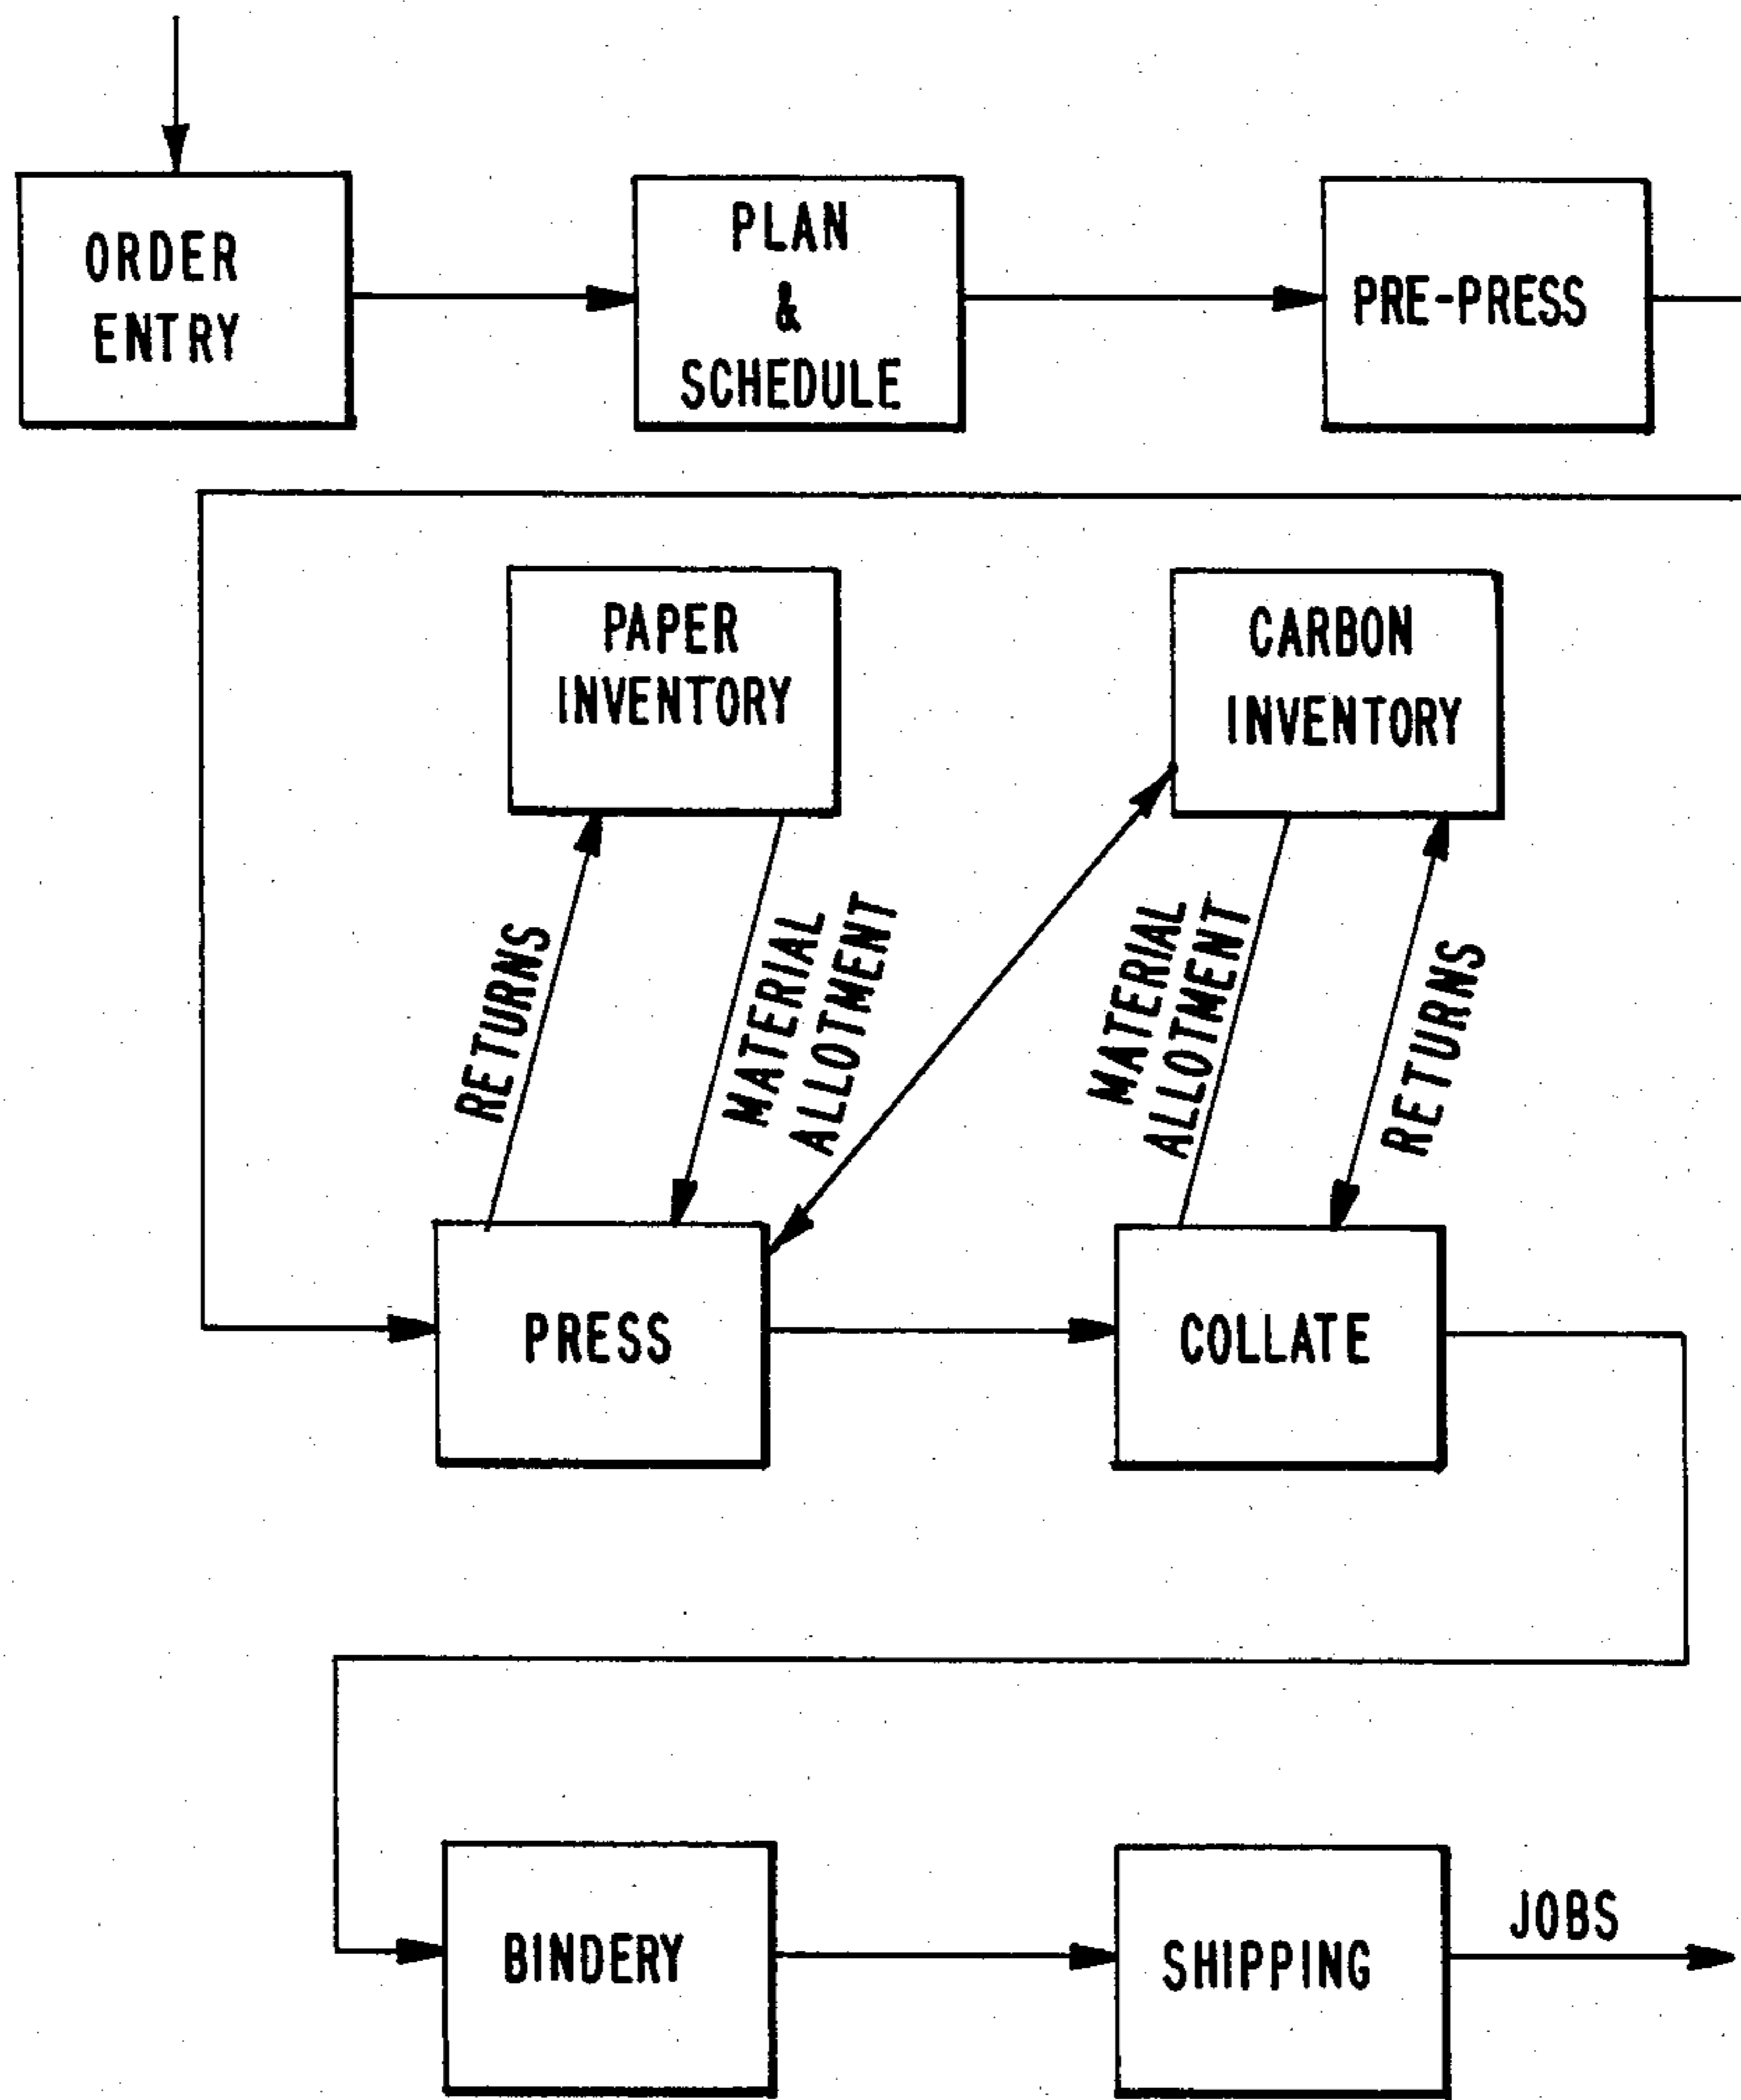 ORDER
ENTRY
PLAN
&
SCHEDULE
PRE-PRESS
PAPER
INVENTORY
CARBON
INVENTORY
RETURNS
MATERIAL
ALLOTMENT
MATERIAL
ALLOTMENT
RETURNS
PRESS
COLLATE
BINDERY
SHIPPING
JOBS